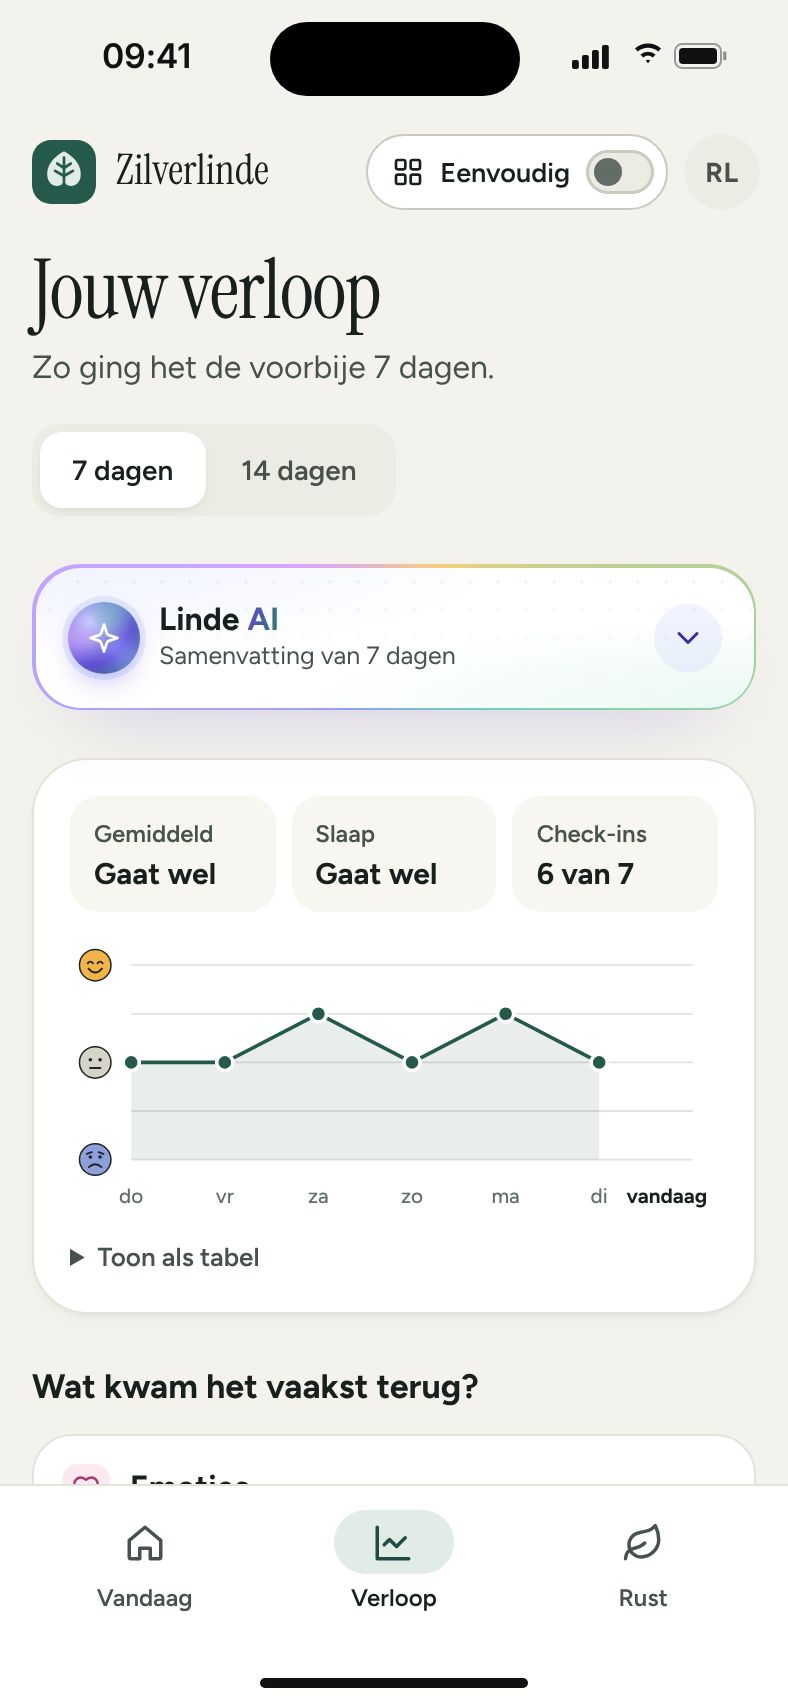 09:41
Zilverlinde
Eenvoudig
RL
Jouw verloop
Zo ging het de voorbije 7 dagen.
7 dagen
14 dagen
Linde AI
Samenvatting van 7 dagen
Gemiddeld
Gaat wel
Slaap
Gaat wel
Check-ins
6 van 7
do vr za zo ma di vandaag
Toon als tabel
Wat kwam het vaakst terug?
Emoties
Vandaag
Verloop
Rust